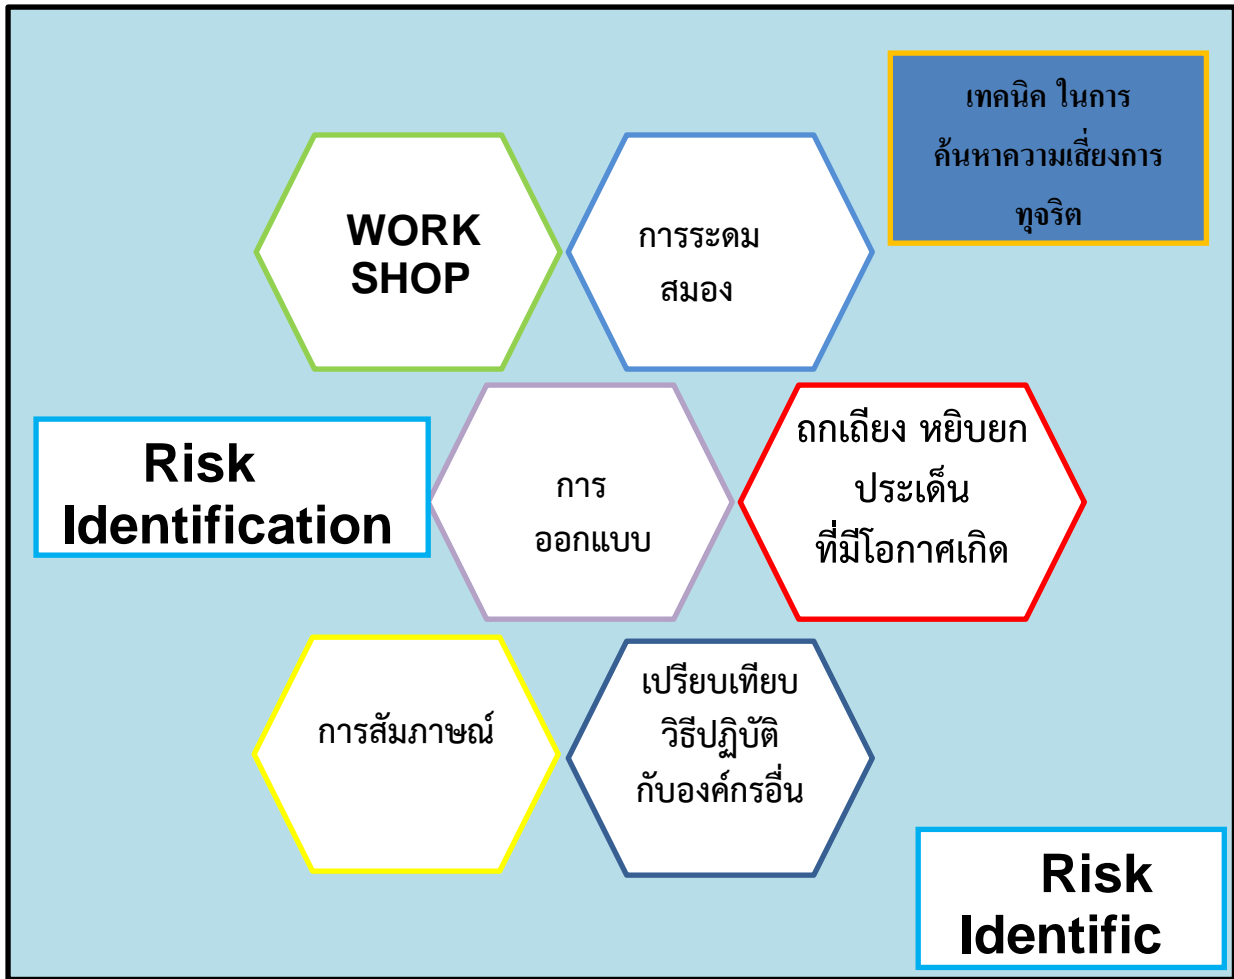 เทคนิค ในการ
ค้นหาความเสี่ยงการ
ทุจริต
WORK
SHOP
การระดม
สมอง
Risk
Identification
การ
ออกแบบ
ถกเถียง หยิบยก
ประเด็น
ที่มีโอกาศเกิด
การสัมภาษณ์
เปรียบเทียบ
วิธีปฏิบัติ
กับองค์กรอื่น
Risk
Identific